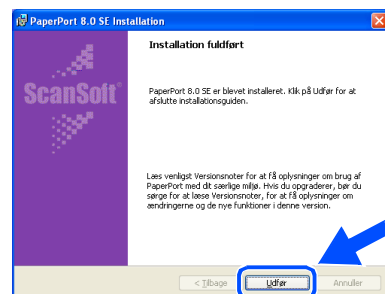 PaperPort 8.0 SE Installation
Installation fuldført
ScanSoft®
PaperPort 8.0 SE er blevet installeret. Klik på Udfør for at
afslutte installationsguiden.
Læs venligst Versionsnoter for at få oplysninger om brug af
PaperPort med dit særlige miljø. Hvis du opgraderer, bør du
sørge for at læse Versionsnoter, for at få oplysninger om
ændringerne og de nye funktioner i denne version.
< Tilbage Udfør Annuller